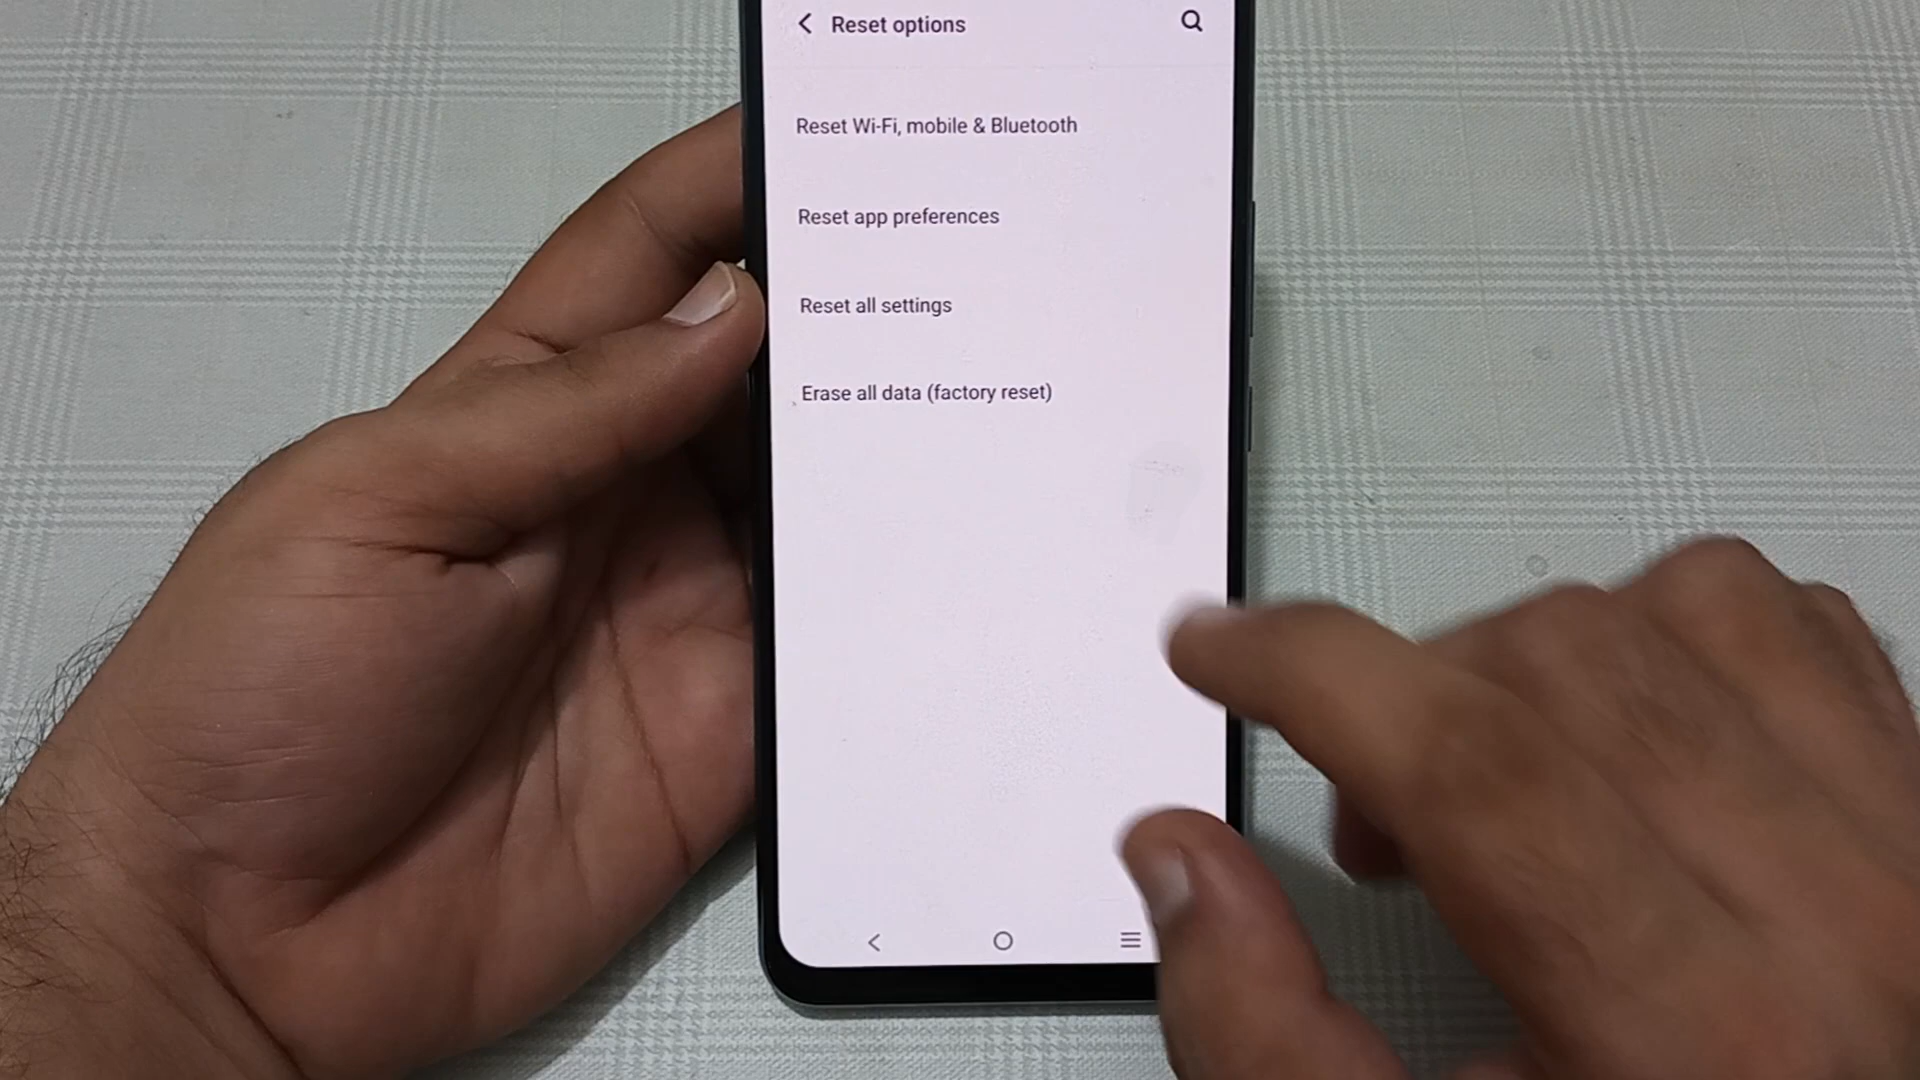 Reset options
Reset Wi-Fi, mobile & Bluetooth
Reset app preferences
Reset all settings
Erase all data (factory reset)